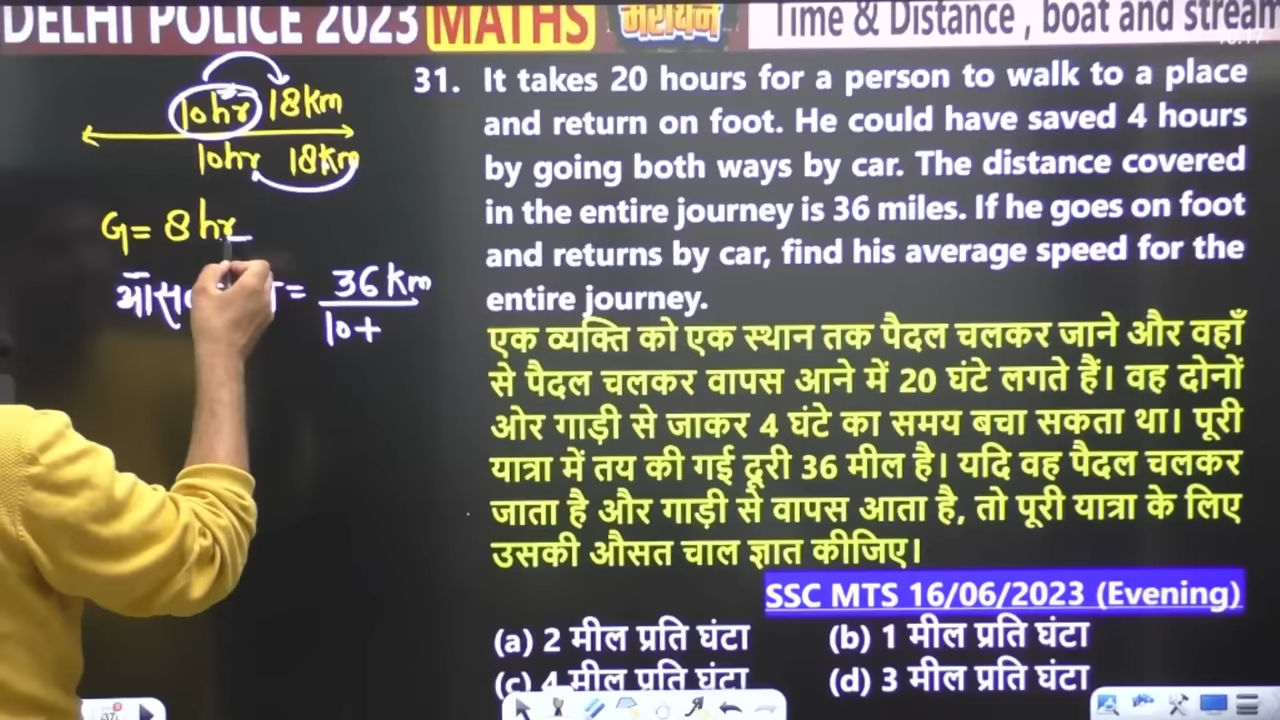 DELHI POLICE 2023 MATHS मैराथन Time & Distance , boat and stream
10hr 18Km
10hr 18Km
G = 8 hr
= 36 Km
10+
31. It takes 20 hours for a person to walk to a place
and return on foot. He could have saved 4 hours
by going both ways by car. The distance covered
in the entire journey is 36 miles. If he goes on foot
and returns by car, find his average speed for the
entire journey.
एक व्यक्ति को एक स्थान तक पैदल चलकर जाने और वहाँ
से पैदल चलकर वापस आने में 20 घंटे लगते हैं। वह दोनों
ओर गाड़ी से जाकर 4 घंटे का समय बचा सकता था। पूरी
यात्रा में तय की गई दूरी 36 मील है। यदि वह पैदल चलकर
जाता है और गाड़ी से वापस आता है, तो पूरी यात्रा के लिए
उसकी औसत चाल ज्ञात कीजिए।
SSC MTS 16/06/2023 (Evening)
(a) 2 मील प्रति घंटा (b) 1 मील प्रति घंटा
(c) 4 मील प्रति घंटा (d) 3 मील प्रति घंटा